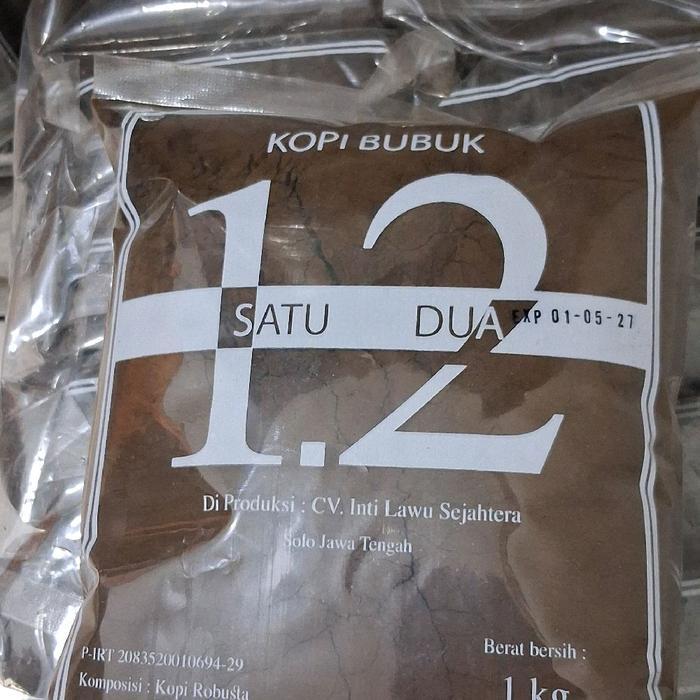 KOPI BUBUK
1.2
SATU DUA
EXP 01-05-27
Di Produksi : CV. Inti Lawu Sejahtera
Solo Jawa Tengah
P-IRT 2083520010694-29
Komposisi : Kopi Robusta
Berat bersih :
1 kg